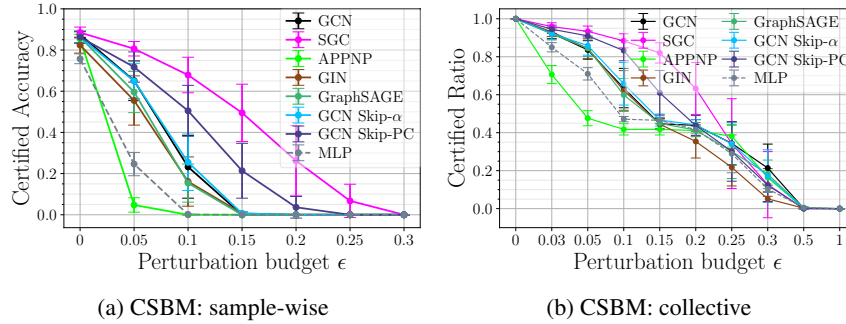 Certified Accuracy
1.0
0.8
0.6
0.4
0.2
0.0
GCN
SGC
APPNP
GIN
GraphSAGE
GCN Skip-α
GCN Skip-PC
MLP
0 0.05 0.1 0.15 0.2 0.25 0.3
Perturbation budget ϵ
(a) CSBM: sample-wise
Certified Ratio
1.0
0.8
0.6
0.4
0.2
0.0
GCN
SGC
APPNP
GIN
GraphSAGE
GCN Skip-α
GCN Skip-PC
MLP
0 0.03 0.05 0.1 0.15 0.2 0.25 0.3 0.5 1
Perturbation budget ϵ
(b) CSBM: collective